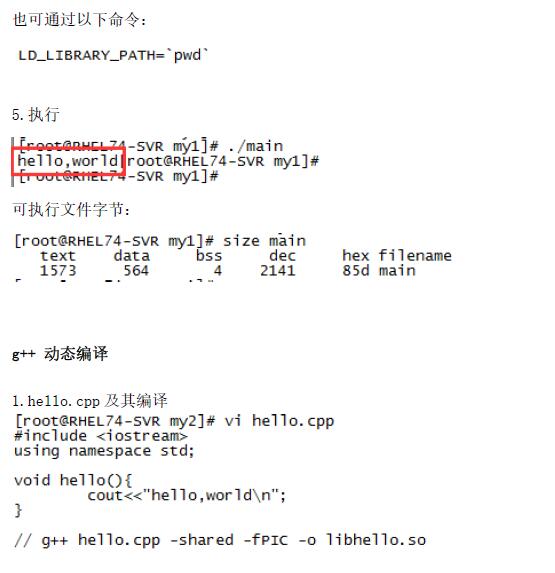 也可通过以下命令：
LD_LIBRARY_PATH=`pwd`
5.执行
[root@RHEL74-SVR my1]# ./main
hello,world[root@RHEL74-SVR my1]#
[root@RHEL74-SVR my1]#
可执行文件字节：
[root@RHEL74-SVR my1]# size main
text data bss dec hex filename
1573 564 4 2141 85d main
g++ 动态编译
1.hello.cpp 及其编译
[root@RHEL74-SVR my2]# vi hello.cpp
#include <iostream>
using namespace std;
void hello(){
cout<<"hello,world\n";
}
// g++ hello.cpp -shared -fPIC -o libhello.so